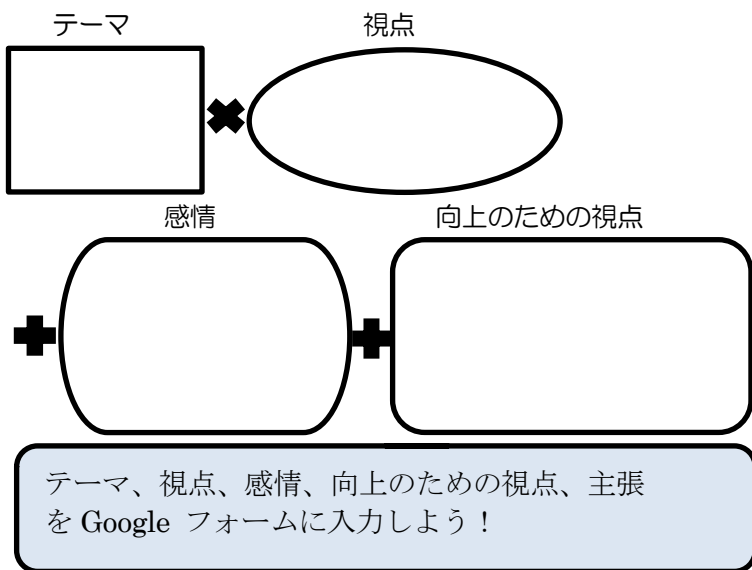 テーマ
視点
感情
向上のための視点
テーマ、視点、感情、向上のための視点、主張
を Google フォームに入力しよう！